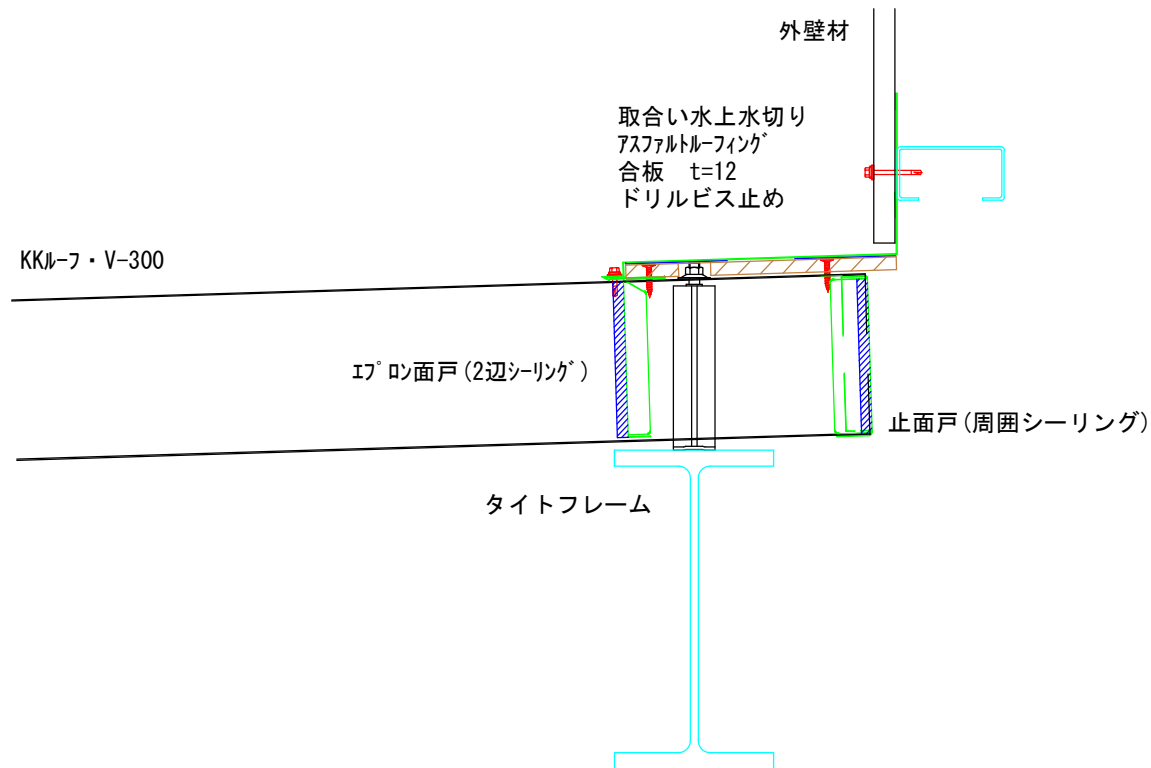 外壁材
取合い水上水切り
ｱｽﾌｧﾙﾄﾙｰﾌｨﾝｸﾞ
合板　t=12
ドリルビス止め
KKﾙｰﾌ・V-300
ｴﾌﾟﾛﾝ面戸(2辺ｼｰﾘﾝｸﾞ)
止面戸(周囲シーリング)
タイトフレーム